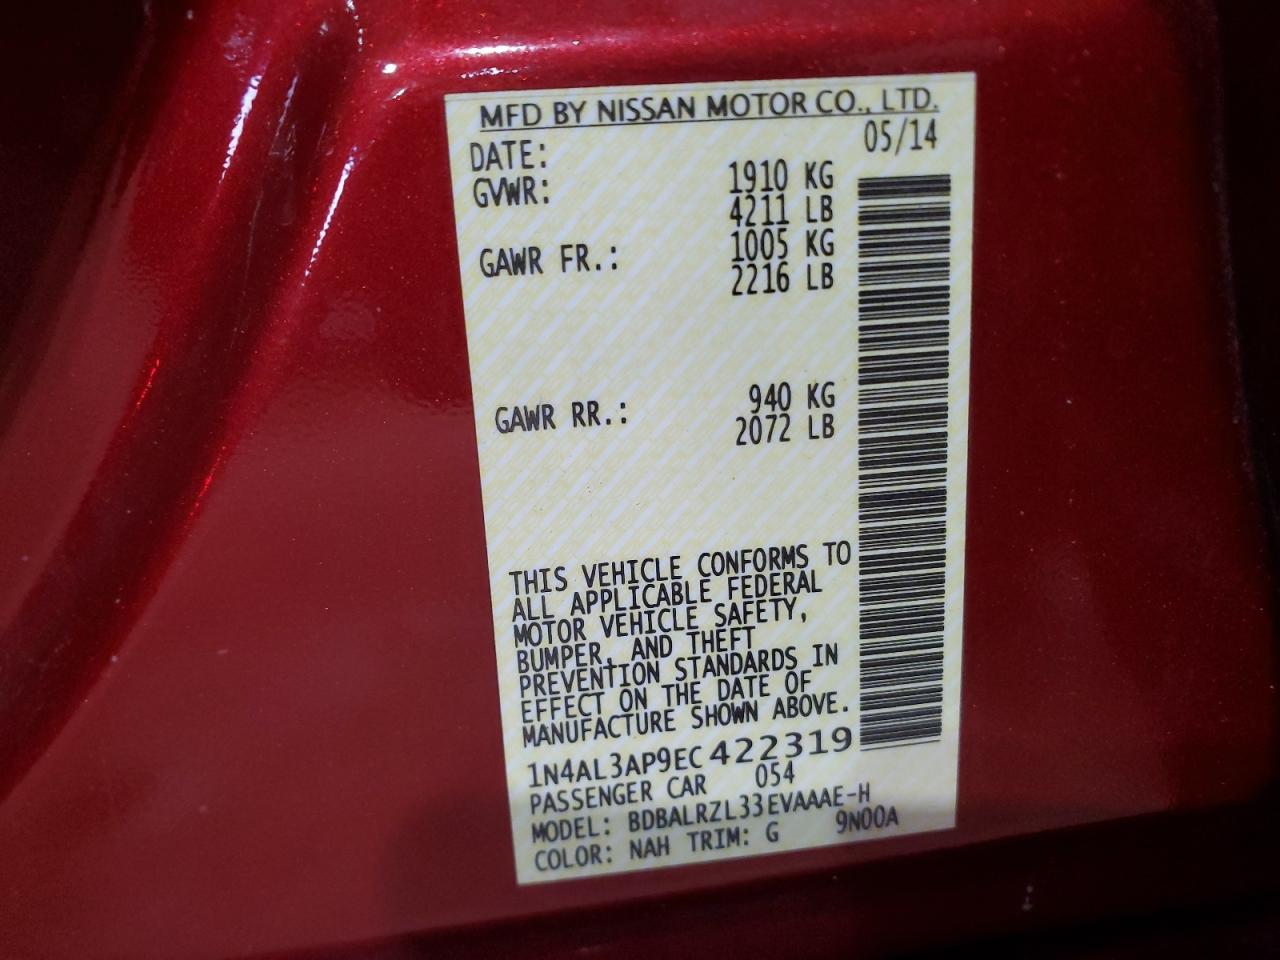 MFD BY NISSAN MOTOR CO., LTD.
DATE: 05/14
GVWR: 1910 KG
4211 LB
GAWR FR.: 1005 KG
2216 LB
GAWR RR.: 940 KG
2072 LB
THIS VEHICLE CONFORMS TO
ALL APPLICABLE FEDERAL
MOTOR VEHICLE SAFETY,
BUMPER, AND THEFT
PREVENTION STANDARDS IN
EFFECT ON THE DATE OF
MANUFACTURE SHOWN ABOVE.
1N4AL3AP9EC422319
PASSENGER CAR 054
MODEL: BDBALRZL33EVAAAE-H
COLOR: NAH TRIM: G 9N00A